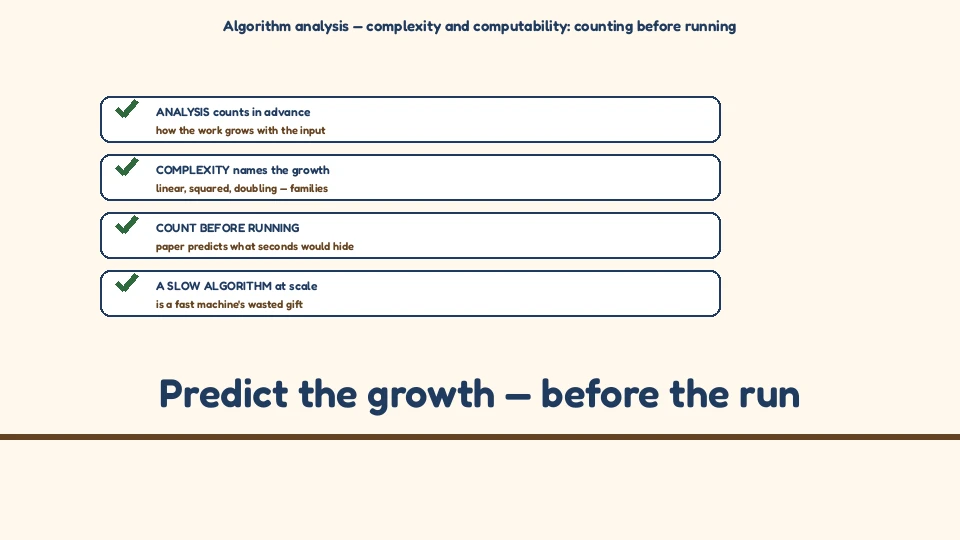 Algorithm analysis — complexity and computability: counting before running
ANALYSIS counts in advance
how the work grows with the input
COMPLEXITY names the growth
linear, squared, doubling — families
COUNT BEFORE RUNNING
paper predicts what seconds would hide
A SLOW ALGORITHM at scale
is a fast machine's wasted gift
Predict the growth — before the run